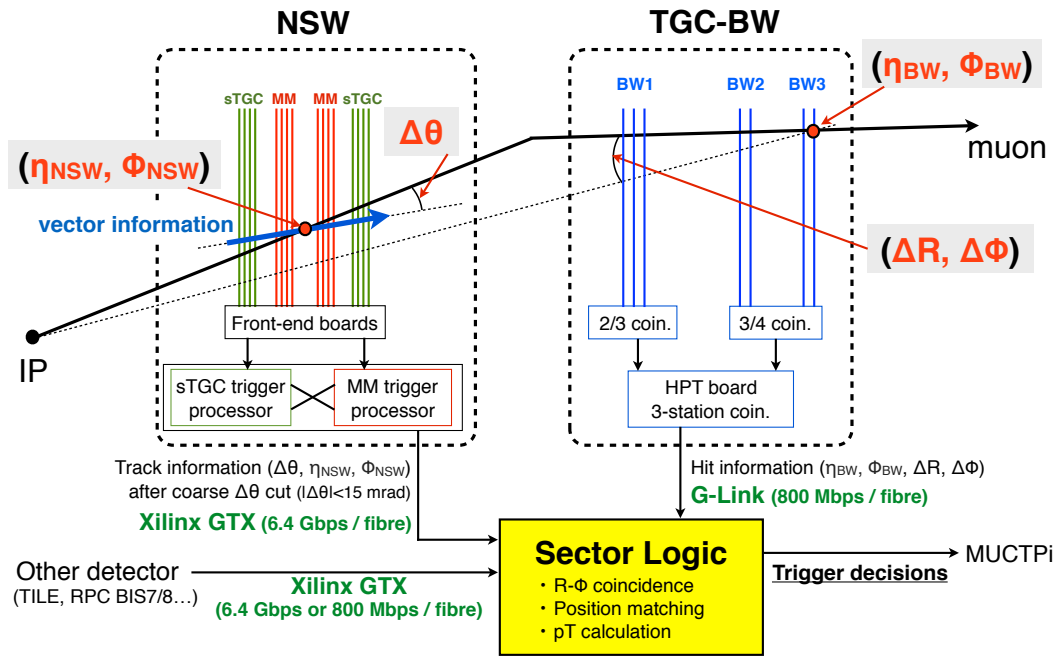 NSW
TGC-BW
sTGC MM MM sTGC
BW1
BW2
BW3
(ηBW, ΦBW)
Δθ
muon
(ηNSW, ΦNSW)
vector information
(ΔR, ΔΦ)
IP
Front-end boards
2/3 coin.
3/4 coin.
sTGC trigger
processor
MM trigger
processor
HPT board
3-station coin.
Track information (Δθ, ηNSW, ΦNSW)
after coarse Δθ cut (|Δθ|<15 mrad)
Xilinx GTX (6.4 Gbps / fibre)
Hit information (ηBW, ΦBW, ΔR, ΔΦ)
G-Link (800 Mbps / fibre)
Other detector
(TILE, RPC BIS7/8…)
Xilinx GTX
(6.4 Gbps or 800 Mbps / fibre)
Sector Logic
・R-Φ coincidence
・Position matching
・pT calculation
Trigger decisions
MUCTPi